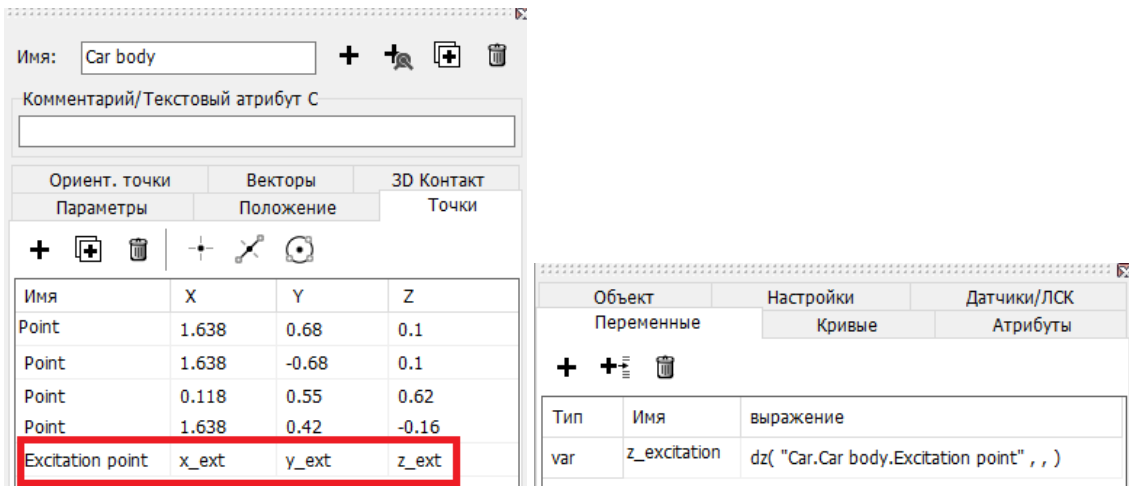 Имя: Car body
Комментарий/Текстовый атрибут C
Ориент. точки Векторы 3D Контакт
Параметры Положение Точки
Имя X Y Z
Point 1.638 0.68 0.1
Point 1.638 -0.68 0.1
Point 0.118 0.55 0.62
Point 1.638 0.42 -0.16
Excitation point x_ext y_ext z_ext
Объект Настройки Датчики/ЛСК
Переменные Кривые Атрибуты
Тип Имя выражение
var z_excitation dz( "Car.Car body.Excitation point" , , )